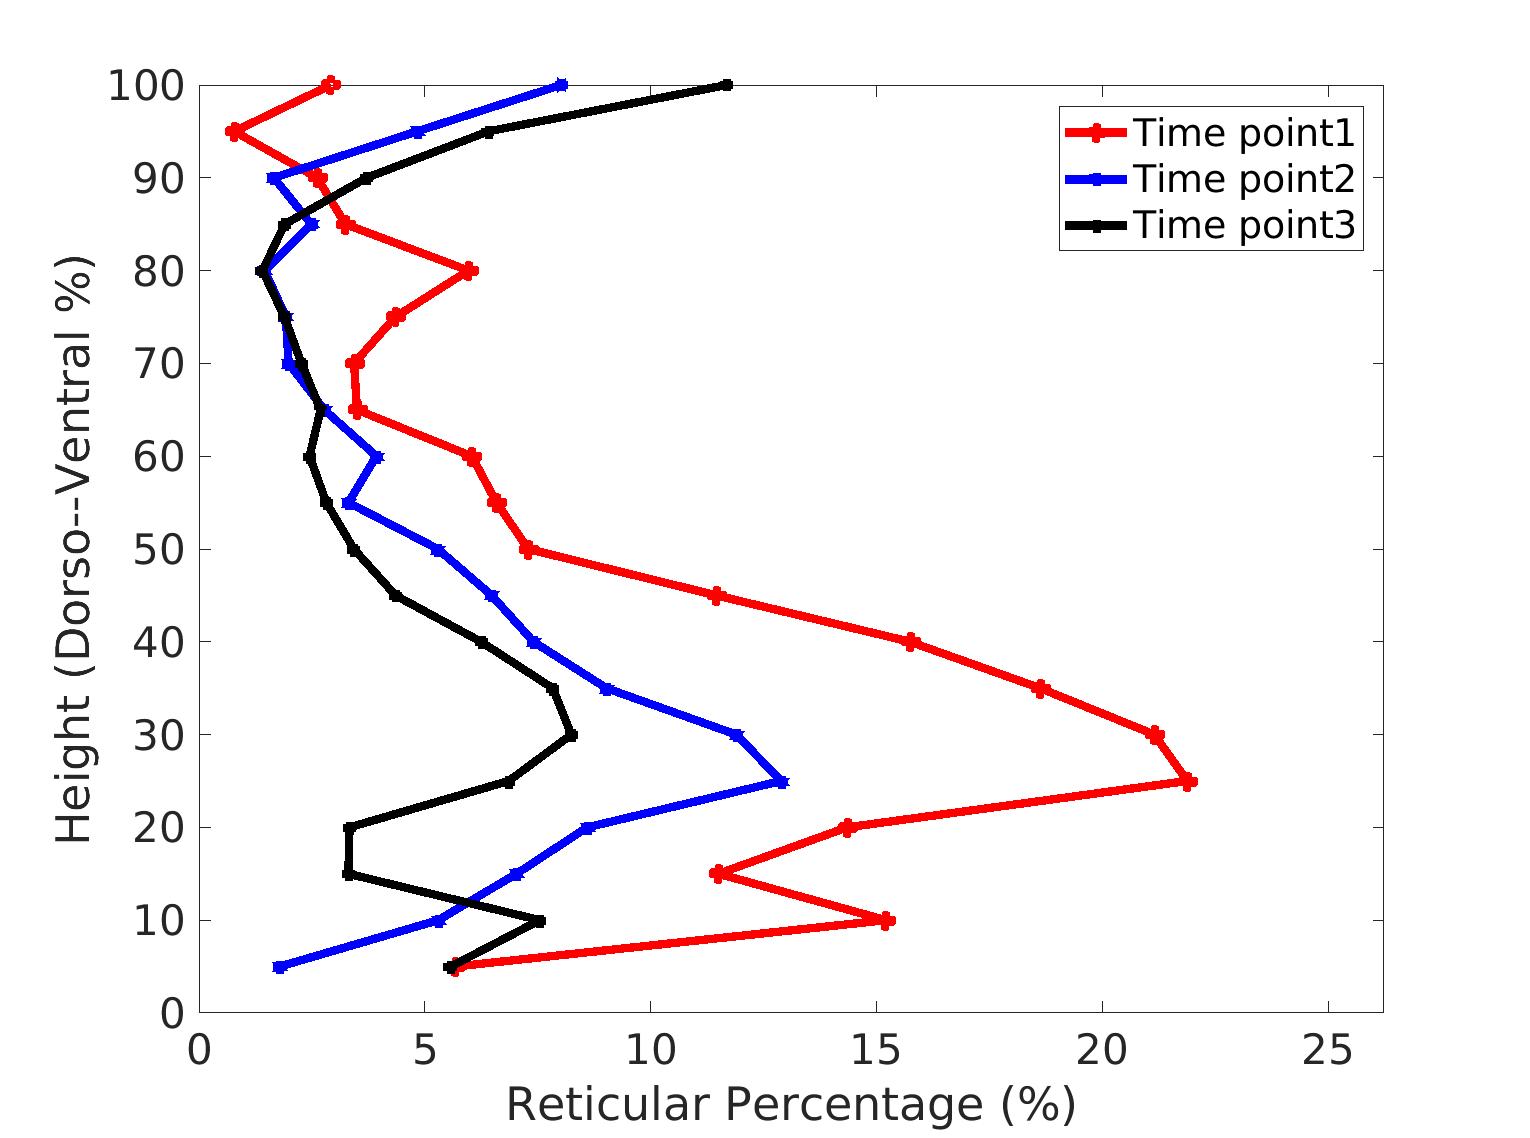 100
90
80
70
60
50
40
30
20
10
0
Height (Dorso--Ventral %)
Time point1
Time point2
Time point3
0 5 10 15 20 25
Reticular Percentage (%)